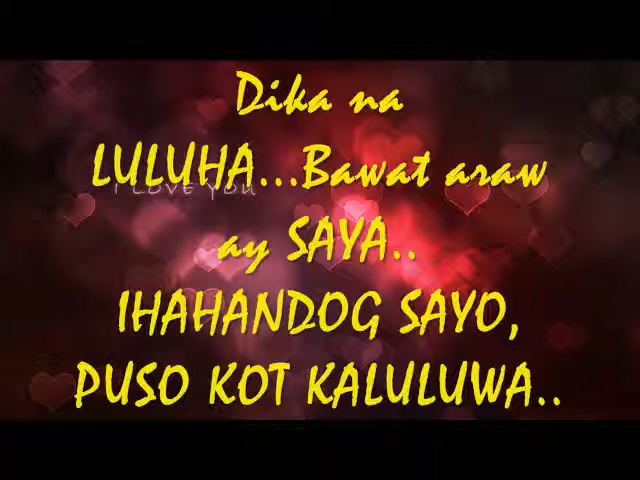 Dika na
LULUHA...Bawat araw
I LOVE YOU
ay SAYA..
IHAHANDOG SAYO,
PUSO KOT KALULUWA..